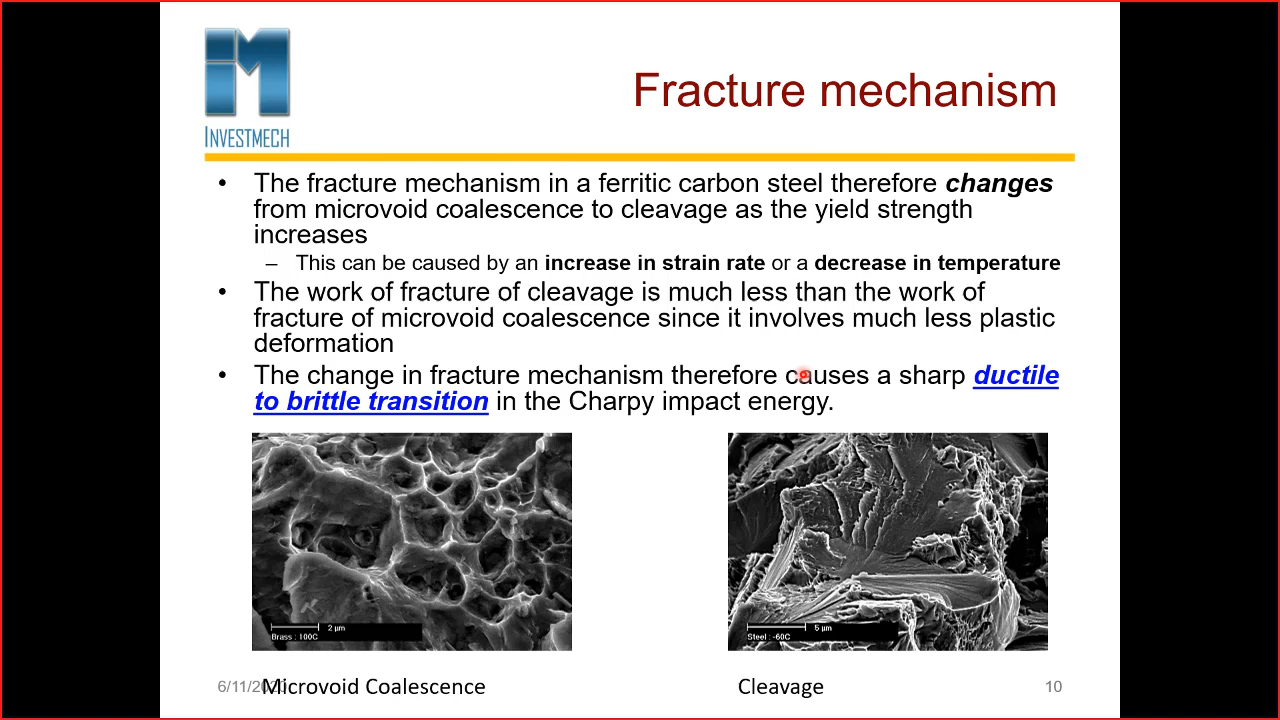 INVESTMECH
Fracture mechanism
• The fracture mechanism in a ferritic carbon steel therefore changes
from microvoid coalescence to cleavage as the yield strength
increases
– This can be caused by an increase in strain rate or a decrease in temperature
• The work of fracture of cleavage is much less than the work of
fracture of microvoid coalescence since it involves much less plastic
deformation
• The change in fracture mechanism therefore causes a sharp ductile
to brittle transition in the Charpy impact energy.
2 µm
Brass : 100C
5 µm
Steel : -60C
Microvoid Coalescence
Cleavage
10